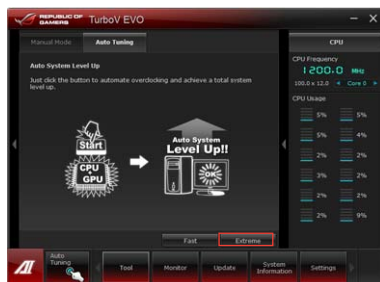 REPUBLIC OF
GAMERS
TurboV EVO
Manual Mode
Auto Tuning
Auto System Level Up
Just click the button to automate overclocking and achieve a total system
level up.
Start
CPU
GPU
Auto System
Level Up!!
OK
Fast
Extreme
CPU
CPU Frequency
1200.0 MHz
100.0 x 12.0
Core 0
CPU Usage
5% 5%
5% 4%
2% 2%
3% 2%
2% 2%
2% 9%
Auto
Tuning
Tool
Monitor
Update
System
Information
Settings